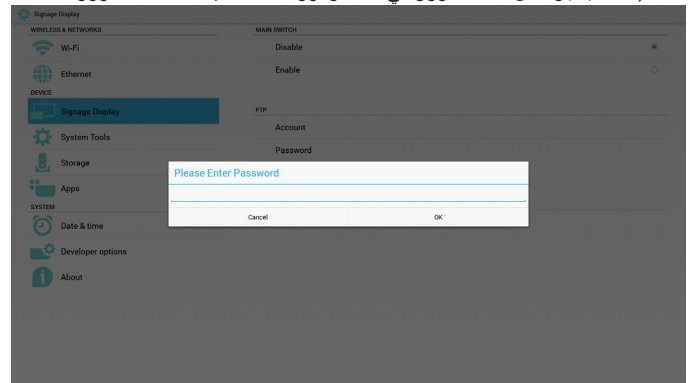 Signage Display
WIRELESS & NETWORKS
Wi-Fi
Ethernet
DEVICE
Signage Display
System Tools
Storage
Apps
SYSTEM
Date & time
Developer options
About
MAIN SWITCH
Disable
Enable
FTP
Account
Password
Please Enter Password
Cancel
OK